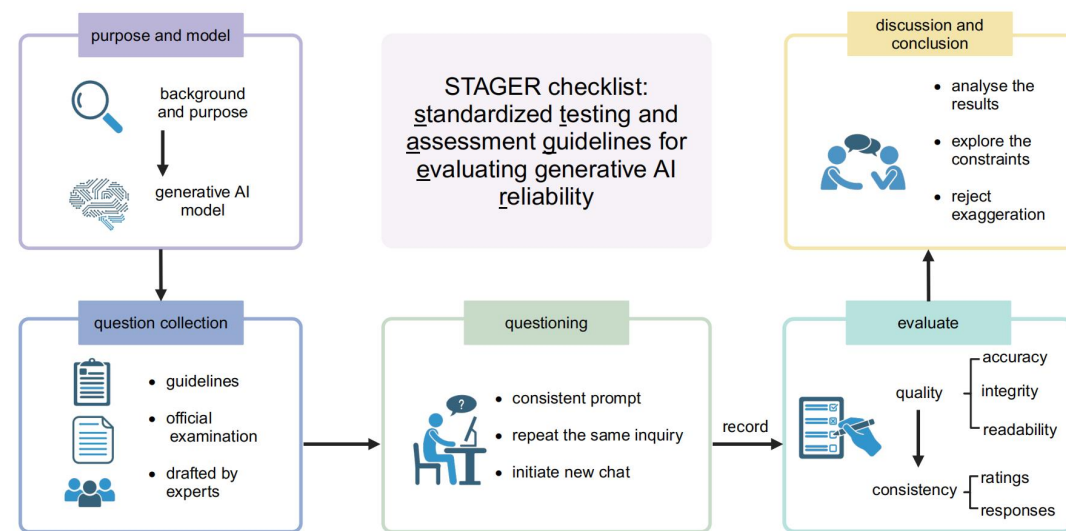 purpose and model
background
and purpose
generative AI
model
STAGER checklist:
standardized testing and
assessment guidelines for
evaluating generative AI
reliability
discussion and
conclusion
• analyse the
results
• explore the
constraints
• reject
exaggeration
question collection
• guidelines
• official
examination
• drafted by
experts
questioning
?
• consistent prompt
• repeat the same inquiry
• initiate new chat
record
evaluate
quality
accuracy
integrity
readability
consistency
ratings
responses